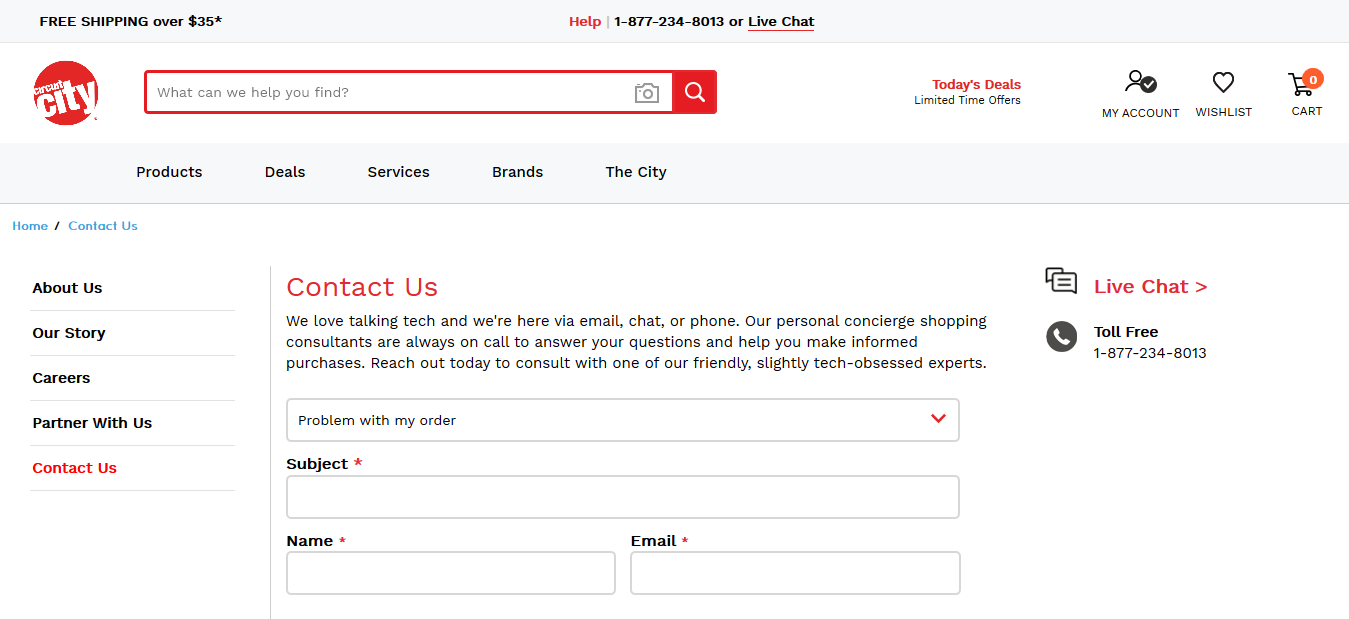 FREE SHIPPING over $35*
Help | 1-877-234-8013 or Live Chat
circuit city
What can we help you find?
Today's Deals
Limited Time Offers
MY ACCOUNT
WISHLIST
0
CART
Products
Deals
Services
Brands
The City
Home / Contact Us
About Us
Our Story
Careers
Partner With Us
Contact Us
Contact Us
We love talking tech and we're here via email, chat, or phone. Our personal concierge shopping
consultants are always on call to answer your questions and help you make informed
purchases. Reach out today to consult with one of our friendly, slightly tech-obsessed experts.
Problem with my order
Subject *
Name *
Email *
Live Chat >
Toll Free
1-877-234-8013